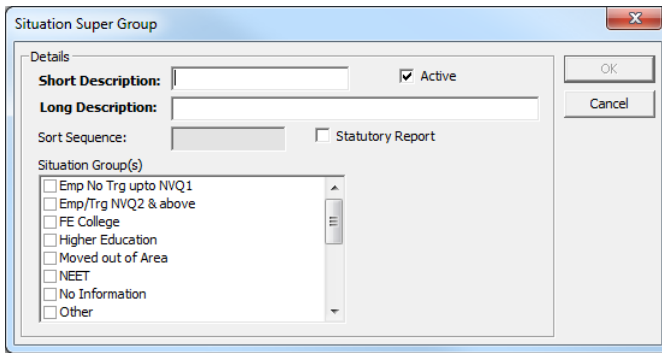 Situation Super Group
Details
Short Description:
Active
OK
Long Description:
Cancel
Sort Sequence:
Statutory Report
Situation Group(s)
Emp No Trg upto NVQ1
Emp/Trg NVQ2 & above
FE College
Higher Education
Moved out of Area
NEET
No Information
Other